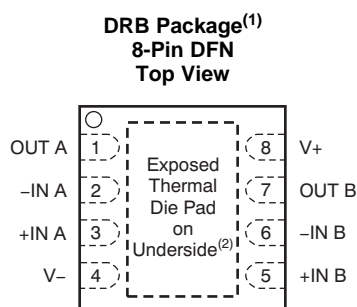 DRB Package(1)
8-Pin DFN
Top View
OUT A 1 8 V+
−IN A 2 7 OUT B
+IN A 3 6 −IN B
V− 4 5 +IN B
Exposed
Thermal
Die Pad
on
Underside(2)